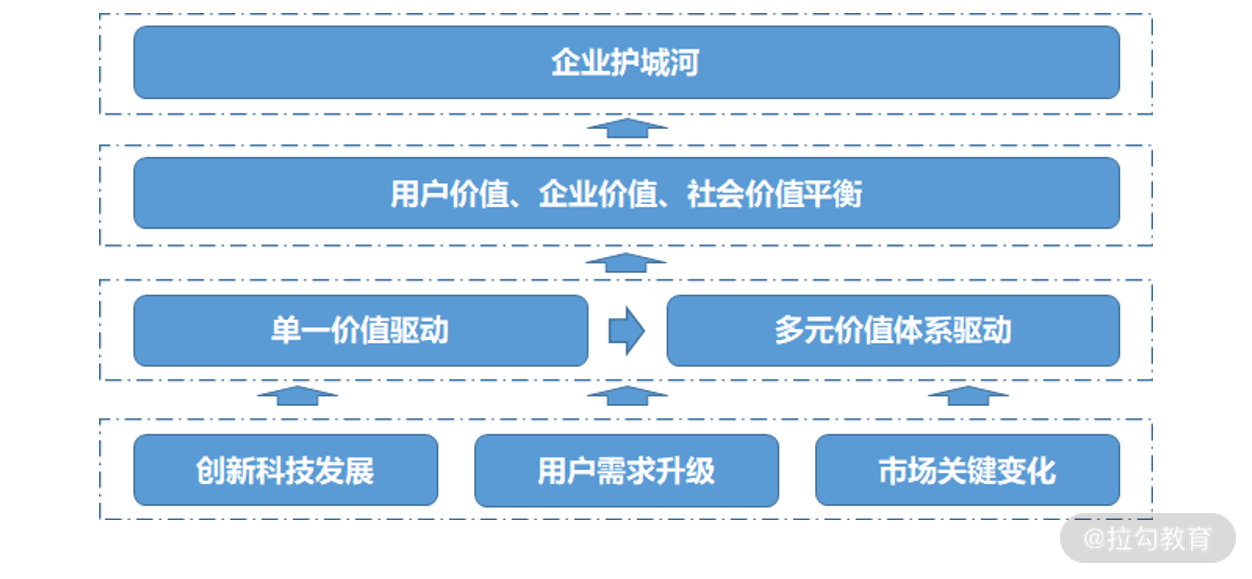 企业护城河
用户价值、企业价值、社会价值平衡
单一价值驱动
多元价值体系驱动
创新科技发展
用户需求升级
市场关键变化
@拉勾教育